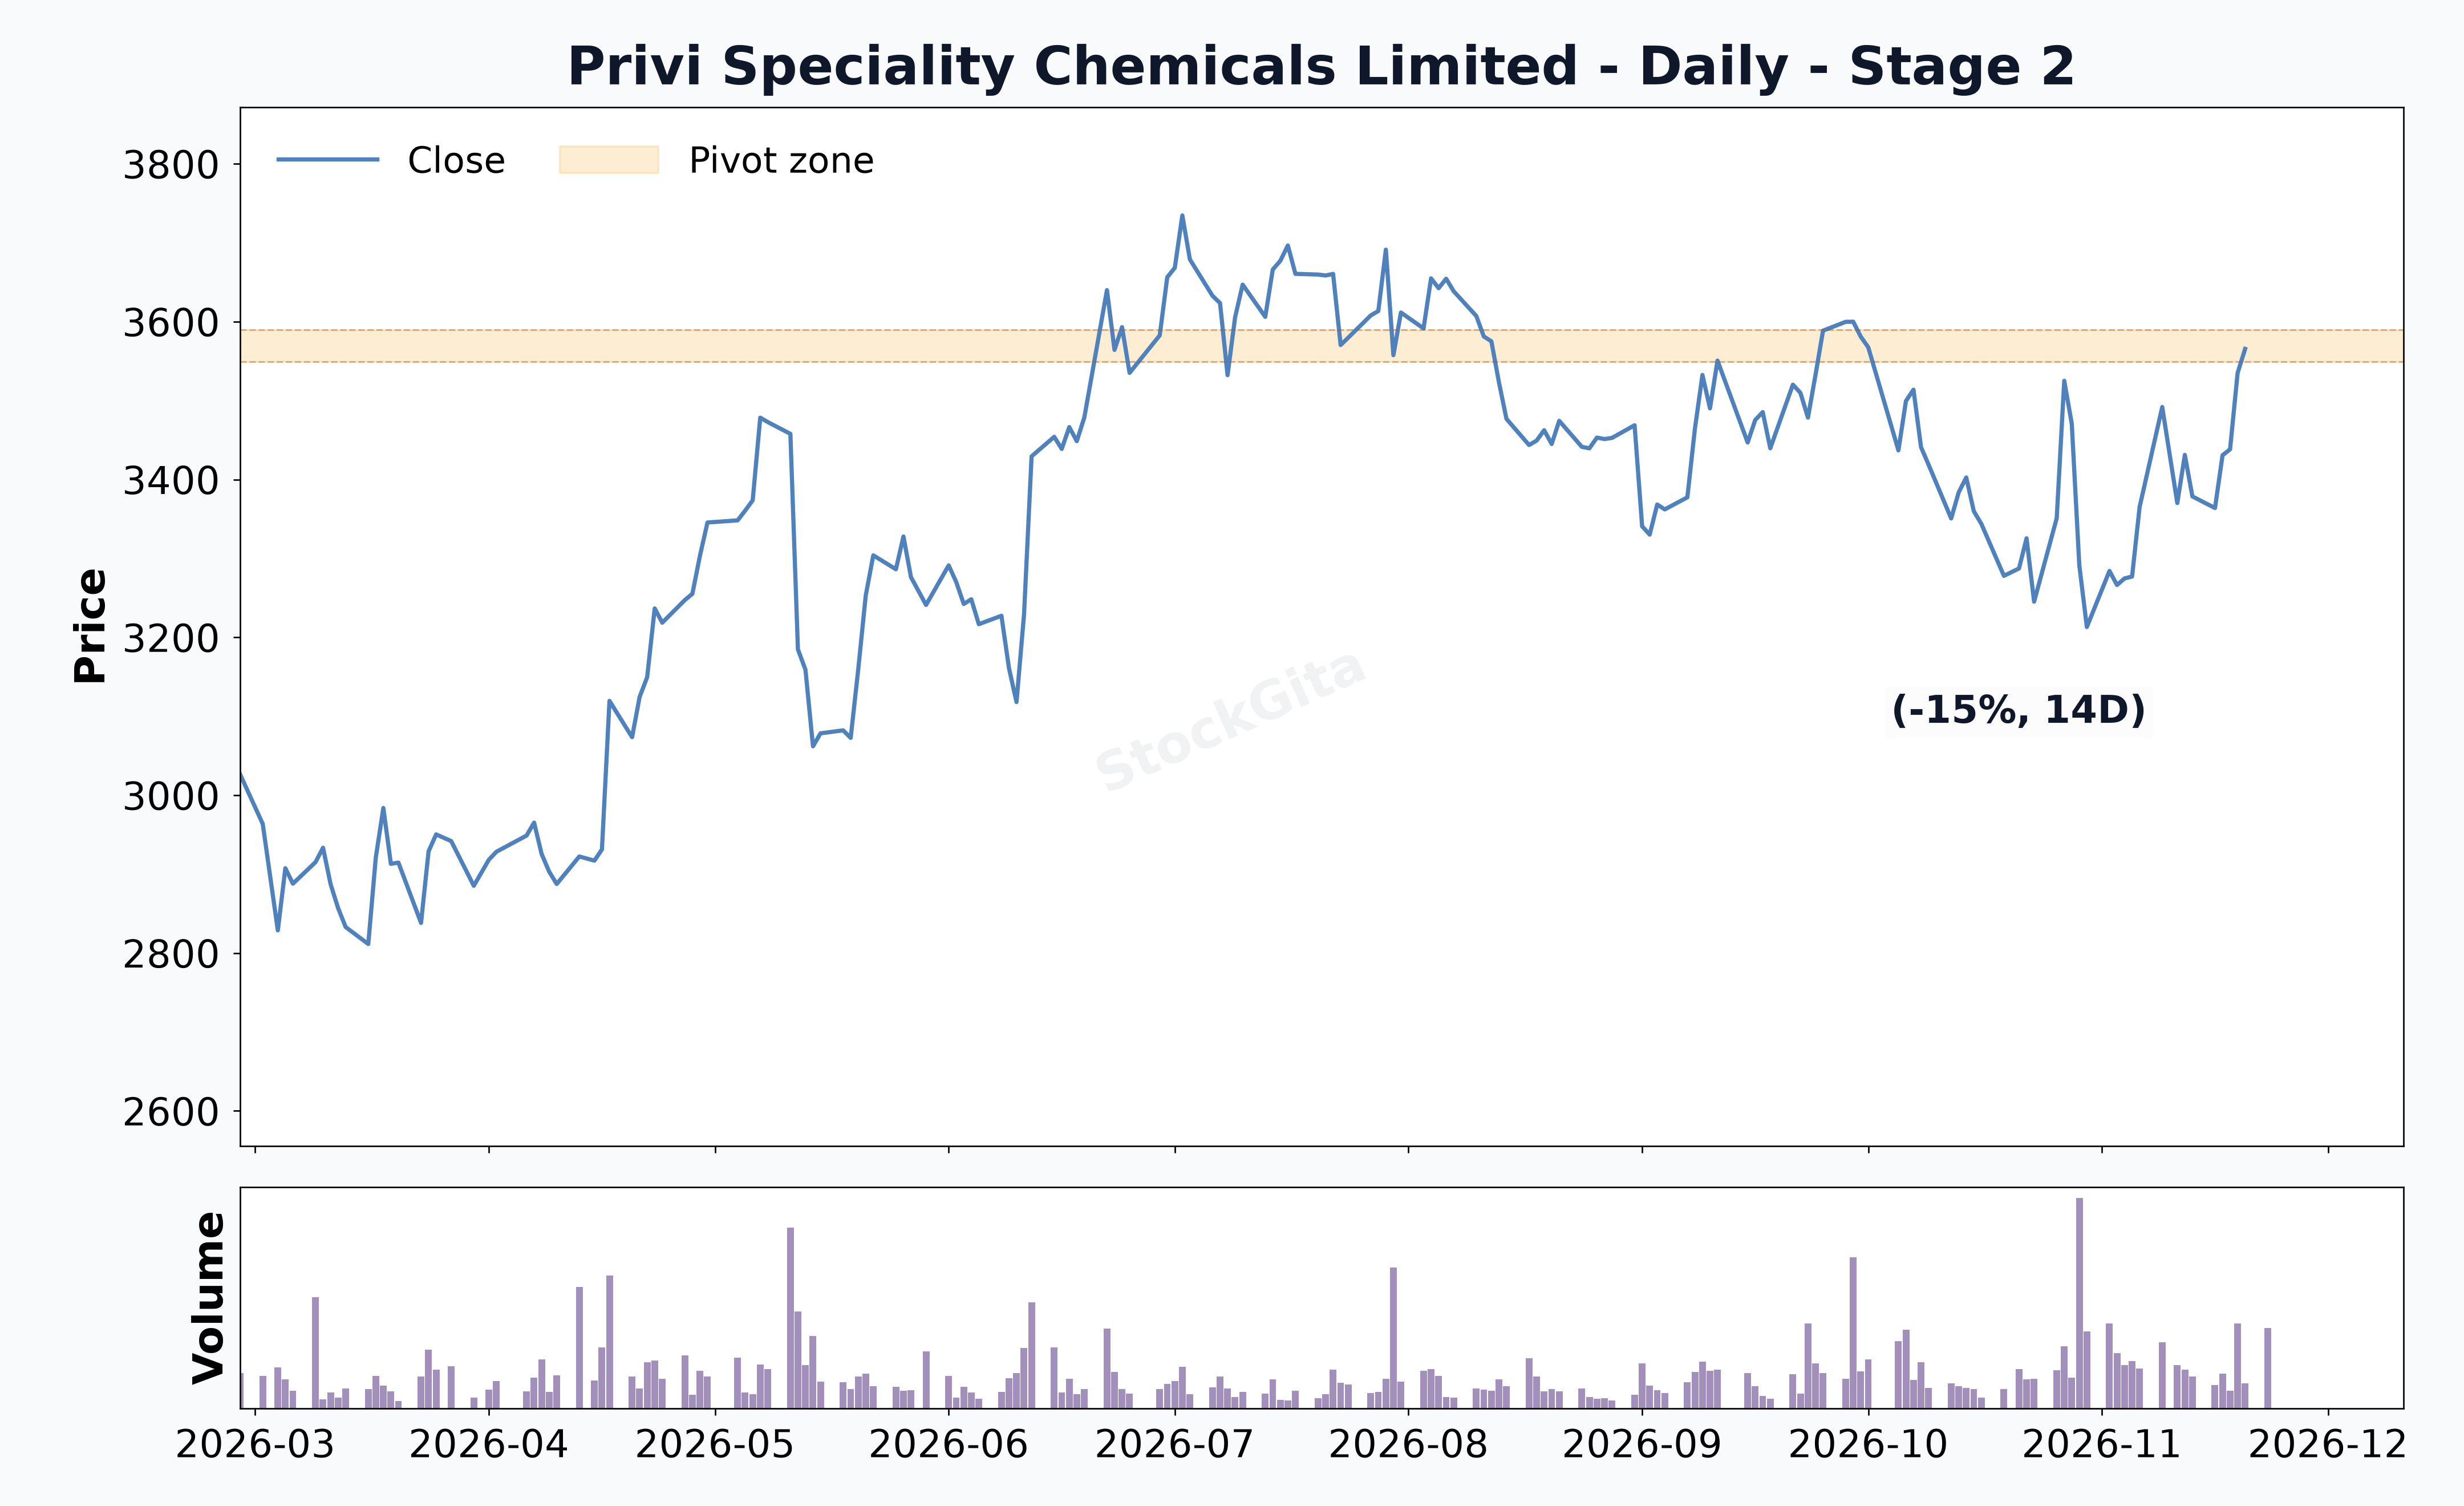 Privi Speciality Chemicals Limited - Daily - Stage 2
Close
Pivot zone
3800
3600
3400
3200
3000
2800
2600
Price
StockGita
(-15%, 14D)
Volume
2026-03
2026-04
2026-05
2026-06
2026-07
2026-08
2026-09
2026-10
2026-11
2026-12